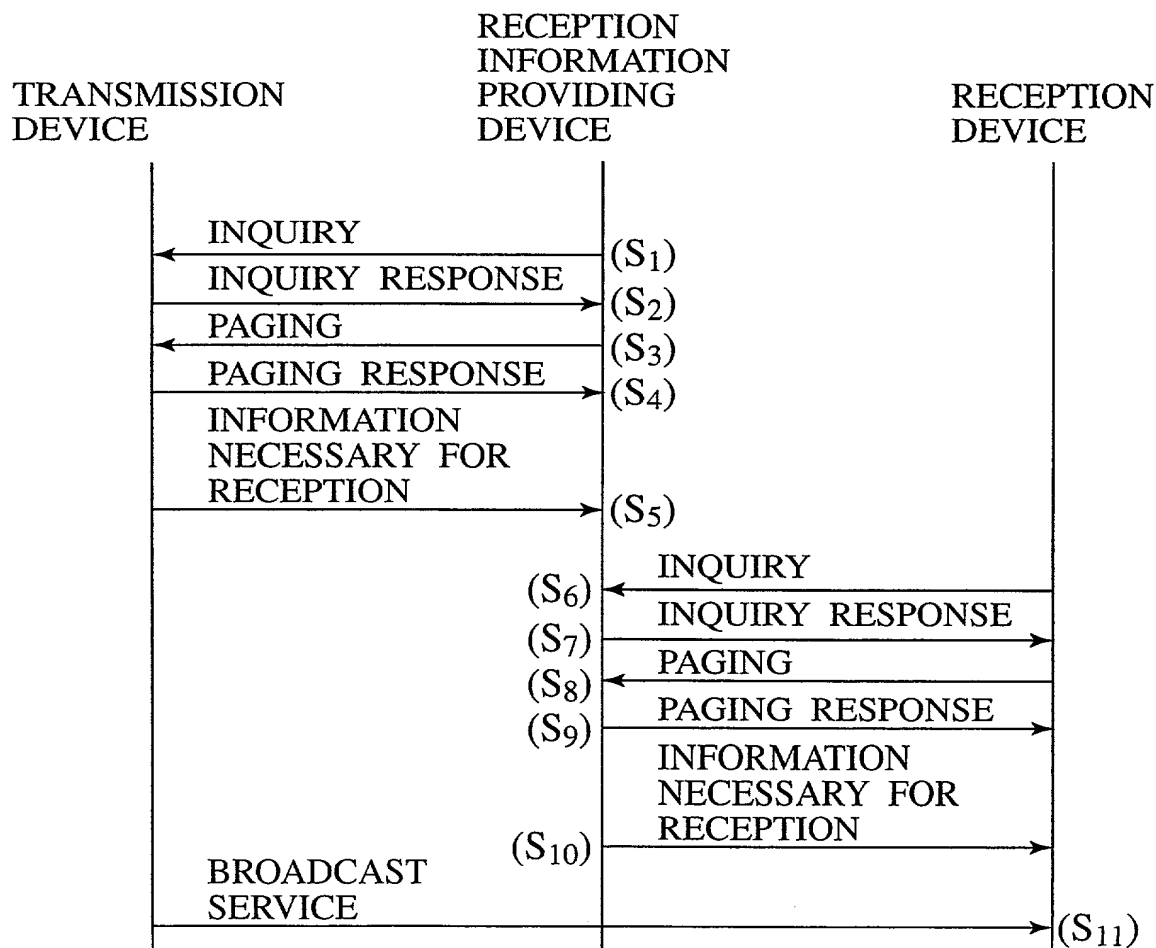 TRANSMISSION
DEVICE
RECEPTION
INFORMATION
PROVIDING
DEVICE
RECEPTION
DEVICE
INQUIRY
(S1)
INQUIRY RESPONSE
(S2)
PAGING
(S3)
PAGING RESPONSE
(S4)
INFORMATION
NECESSARY FOR
RECEPTION
(S5)
INQUIRY
(S6)
INQUIRY RESPONSE
(S7)
PAGING
(S8)
PAGING RESPONSE
(S9)
INFORMATION
NECESSARY FOR
RECEPTION
(S10)
BROADCAST
SERVICE
(S11)